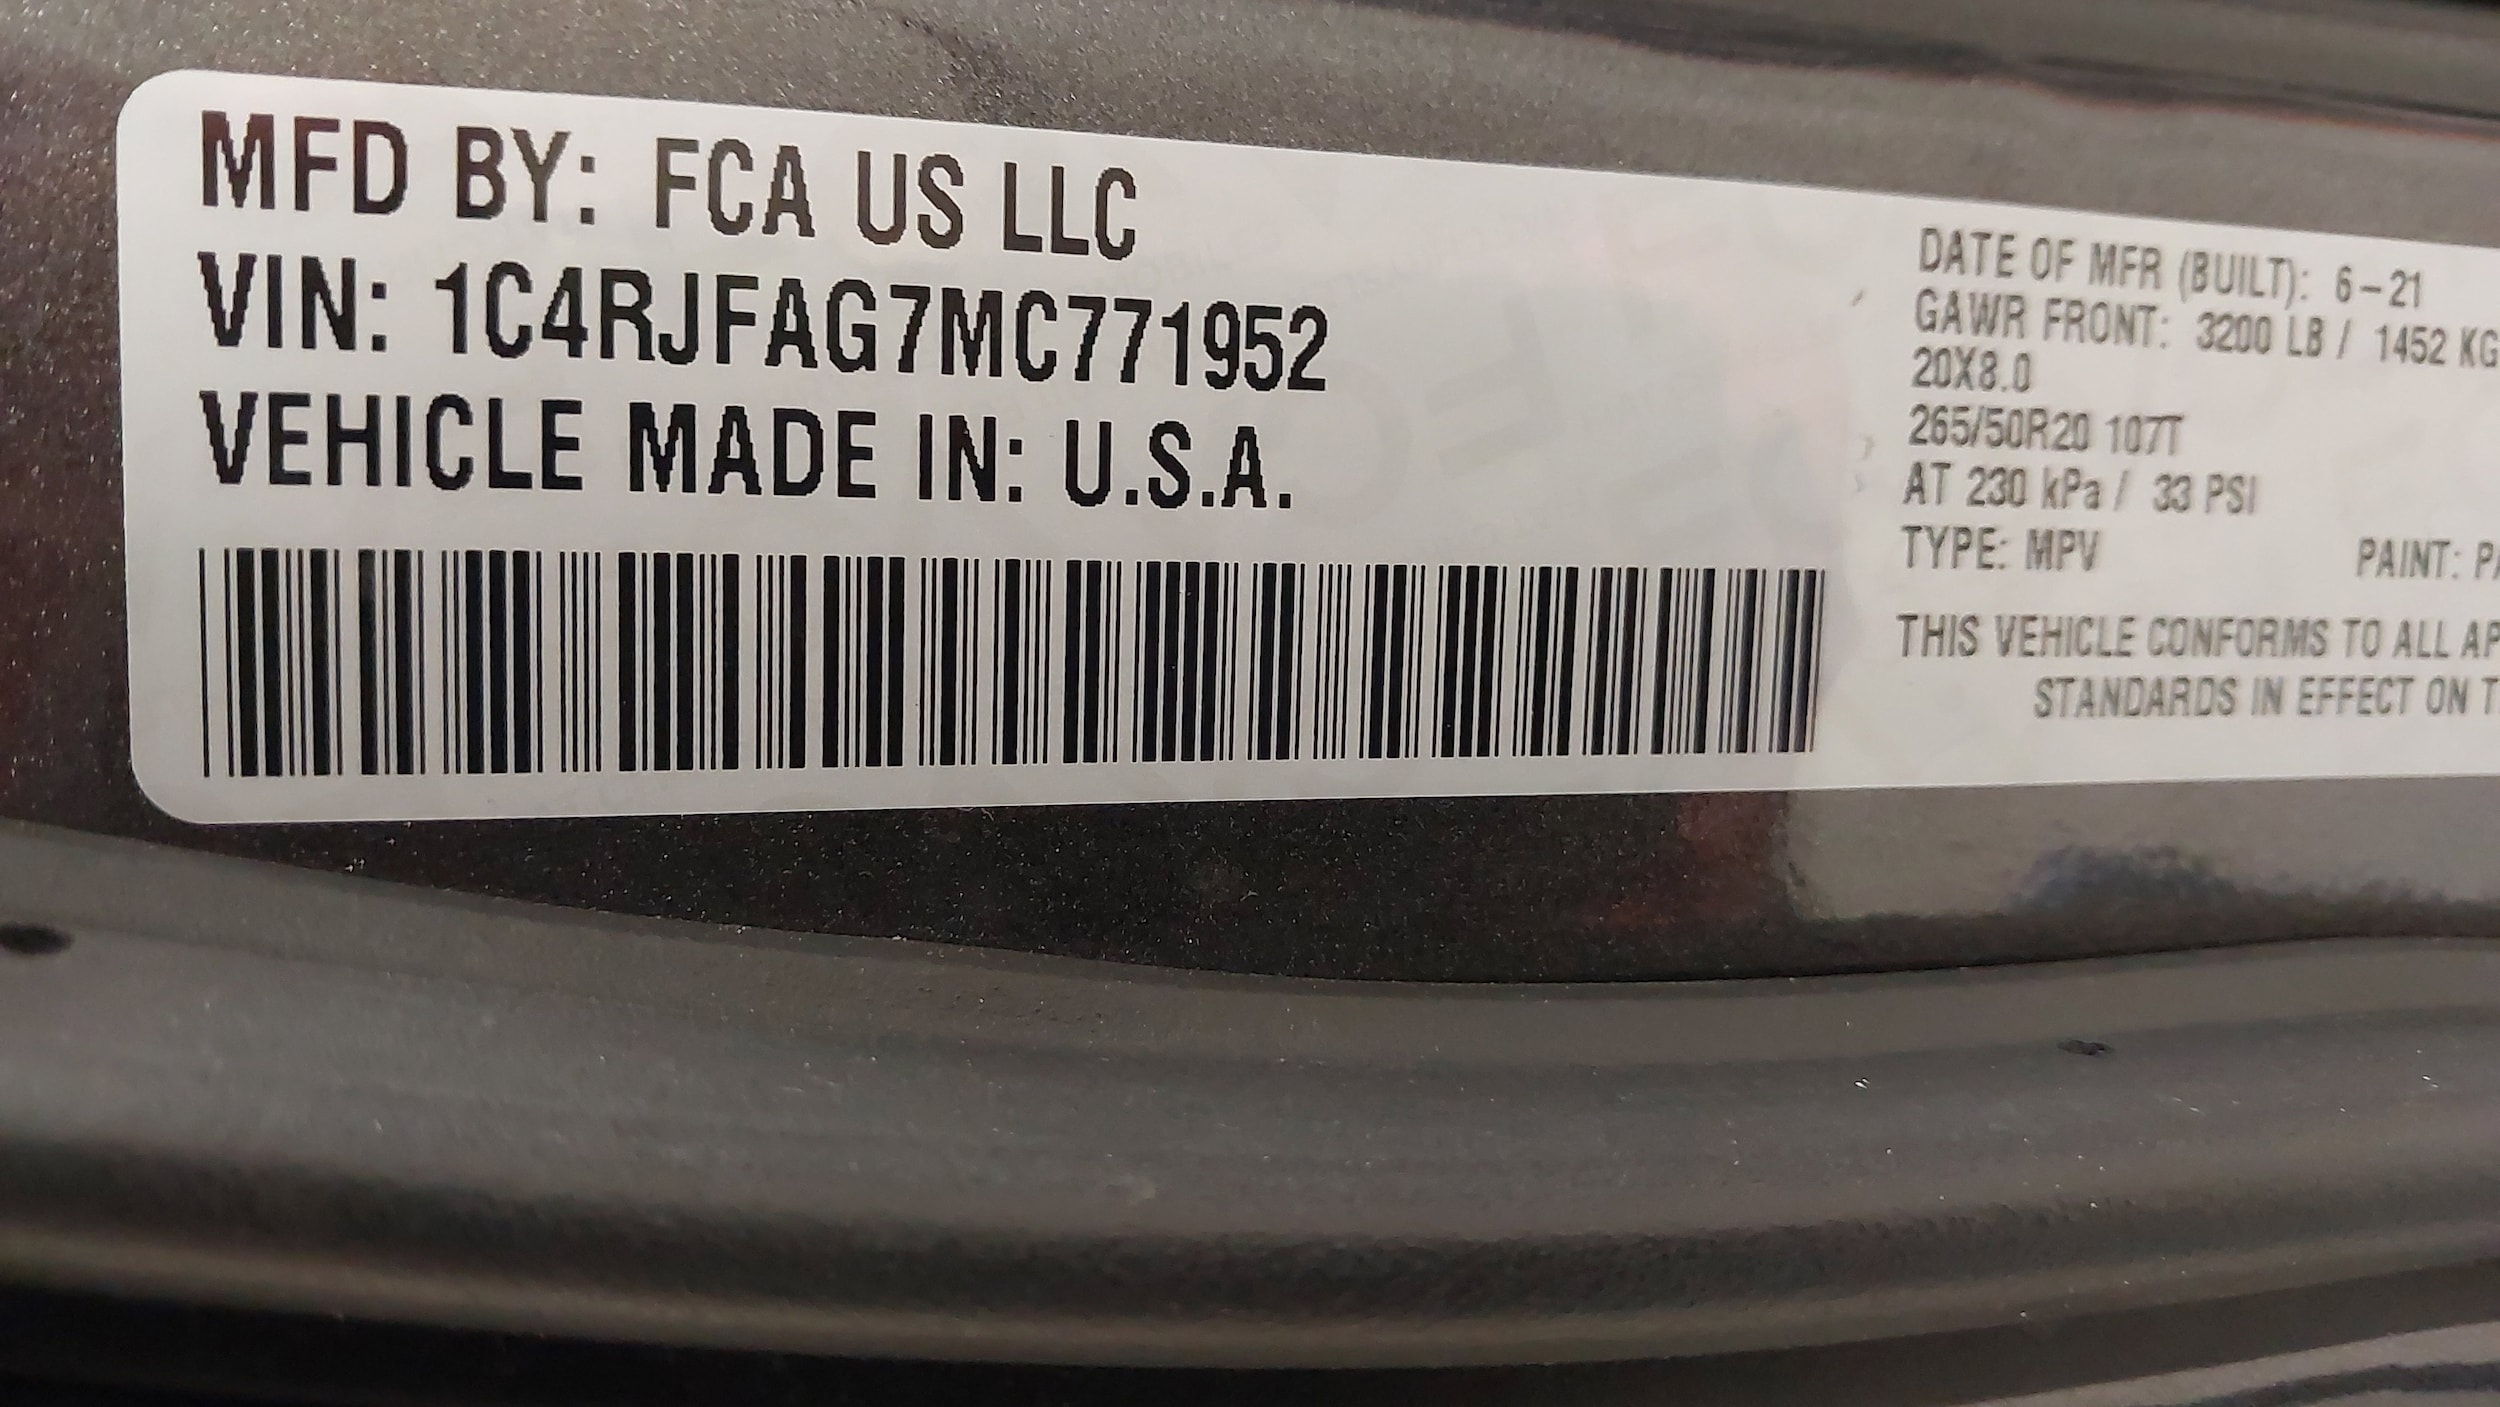 MFD BY: FCA US LLC
VIN: 1C4RJFAG7MC771952
VEHICLE MADE IN: U.S.A.
DATE OF MFR (BUILT): 6-21
GAWR FRONT: 3200 LB / 1452 KG
20X8.0
265/50R20 107T
AT 230 kPa / 33 PSI
TYPE: MPV PAINT:
THIS VEHICLE CONFORMS TO ALL
STANDARDS IN EFFECT ON